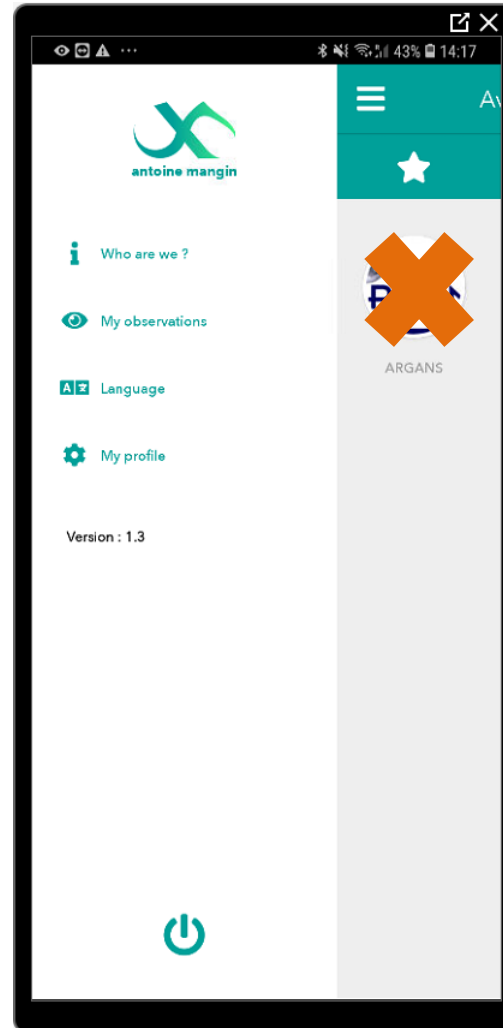 43% 14:17
antoine mangin
Who are we ?
My observations
Language
My profile
Version : 1.3
ARGANS